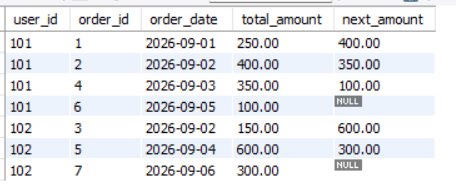 user_id order_id order_date total_amount next_amount
101 1 2026-09-01 250.00 400.00
101 2 2026-09-02 400.00 350.00
101 4 2026-09-03 350.00 100.00
101 6 2026-09-05 100.00 NULL
102 3 2026-09-02 150.00 600.00
102 5 2026-09-04 600.00 300.00
102 7 2026-09-06 300.00 NULL